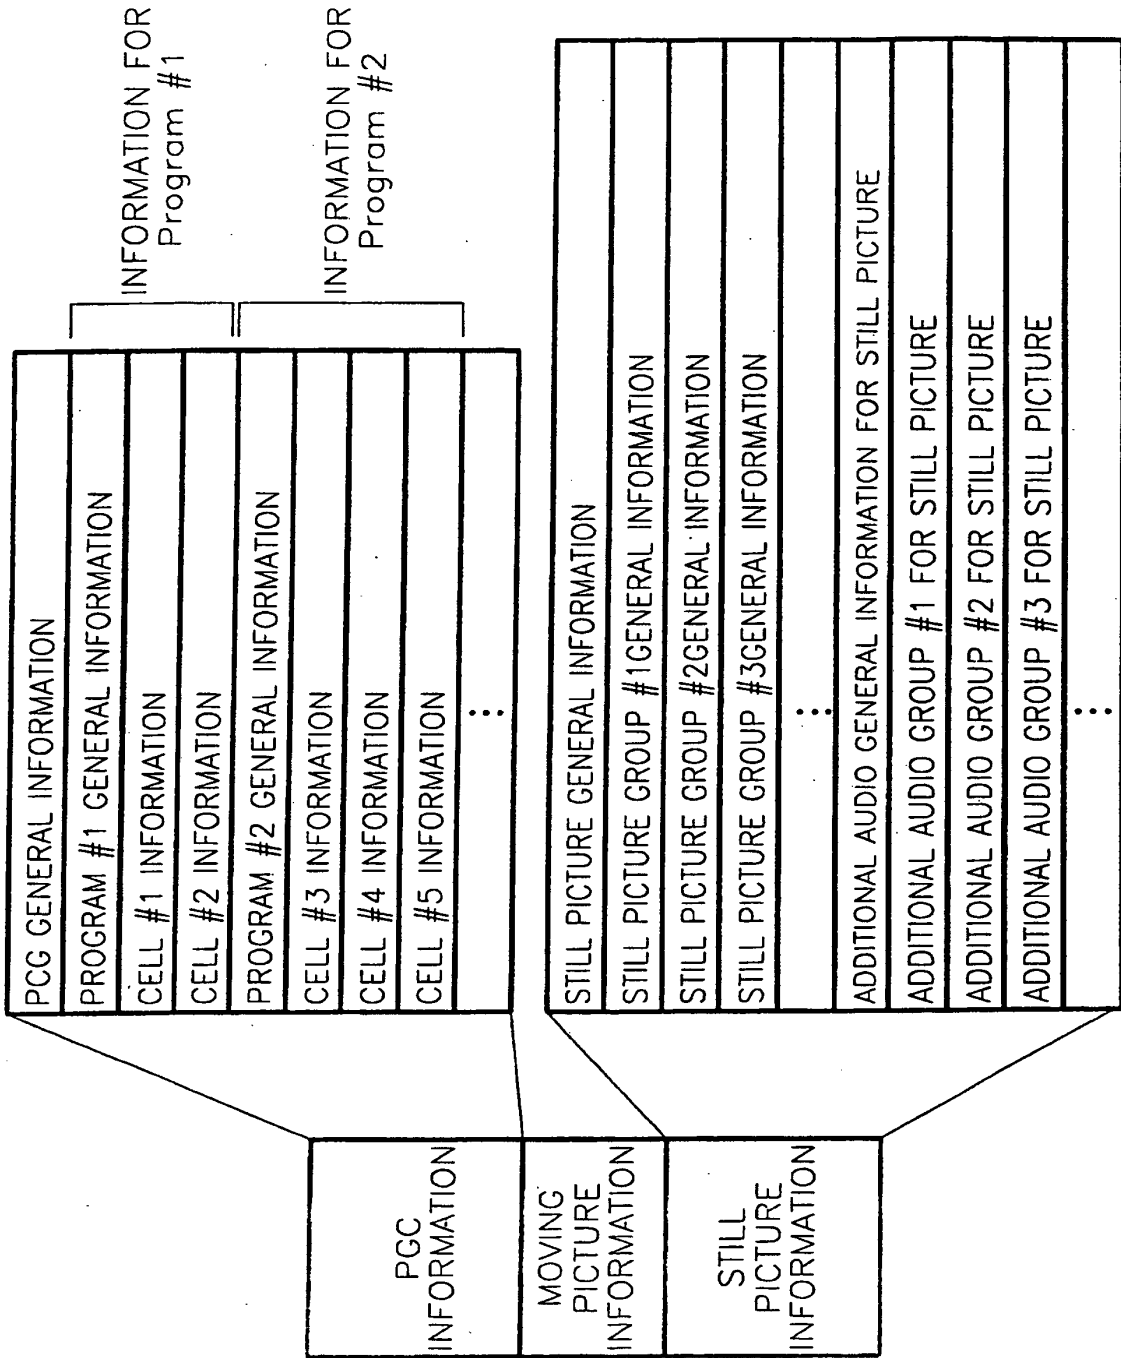 PGC
INFORMATION
MOVING
PICTURE
INFORMATION
STILL
PICTURE
INFORMATION
PCG GENERAL INFORMATION
PROGRAM #1 GENERAL INFORMATION
CELL #1 INFORMATION
CELL #2 INFORMATION
PROGRAM #2 GENERAL INFORMATION
CELL #3 INFORMATION
CELL #4 INFORMATION
CELL #5 INFORMATION
...
INFORMATION FOR
Program #1
INFORMATION FOR
Program #2
STILL PICTURE GENERAL INFORMATION
STILL PICTURE GROUP #1GENERAL INFORMATION
STILL PICTURE GROUP #2GENERAL INFORMATION
STILL PICTURE GROUP #3GENERAL INFORMATION
...
ADDITIONAL AUDIO GENERAL INFORMATION FOR STILL PICTURE
ADDITIONAL AUDIO GROUP #1 FOR STILL PICTURE
ADDITIONAL AUDIO GROUP #2 FOR STILL PICTURE
ADDITIONAL AUDIO GROUP #3 FOR STILL PICTURE
...